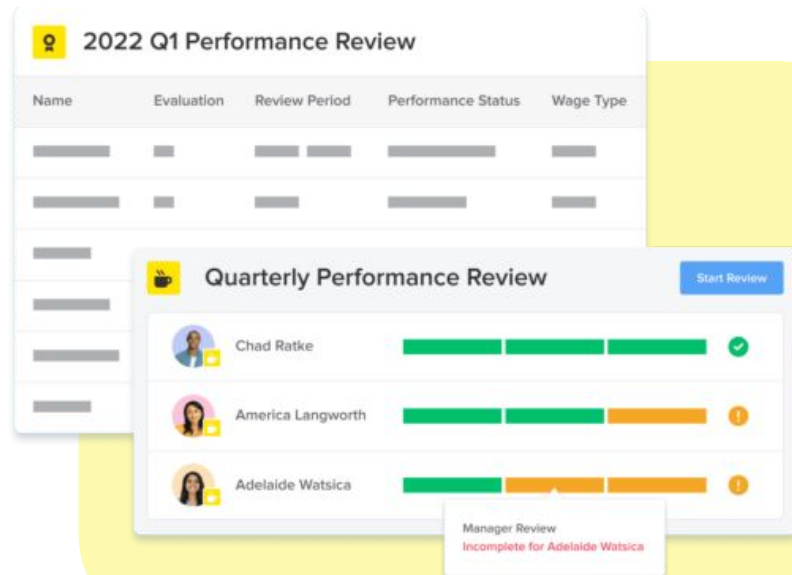 2022 Q1 Performance Review
Name Evaluation Review Period Performance Status Wage Type
Quarterly Performance Review
Start Review
Chad Ratke
America Langworth
Adelaide Watsica
Manager Review
Incomplete for Adelaide Watsica